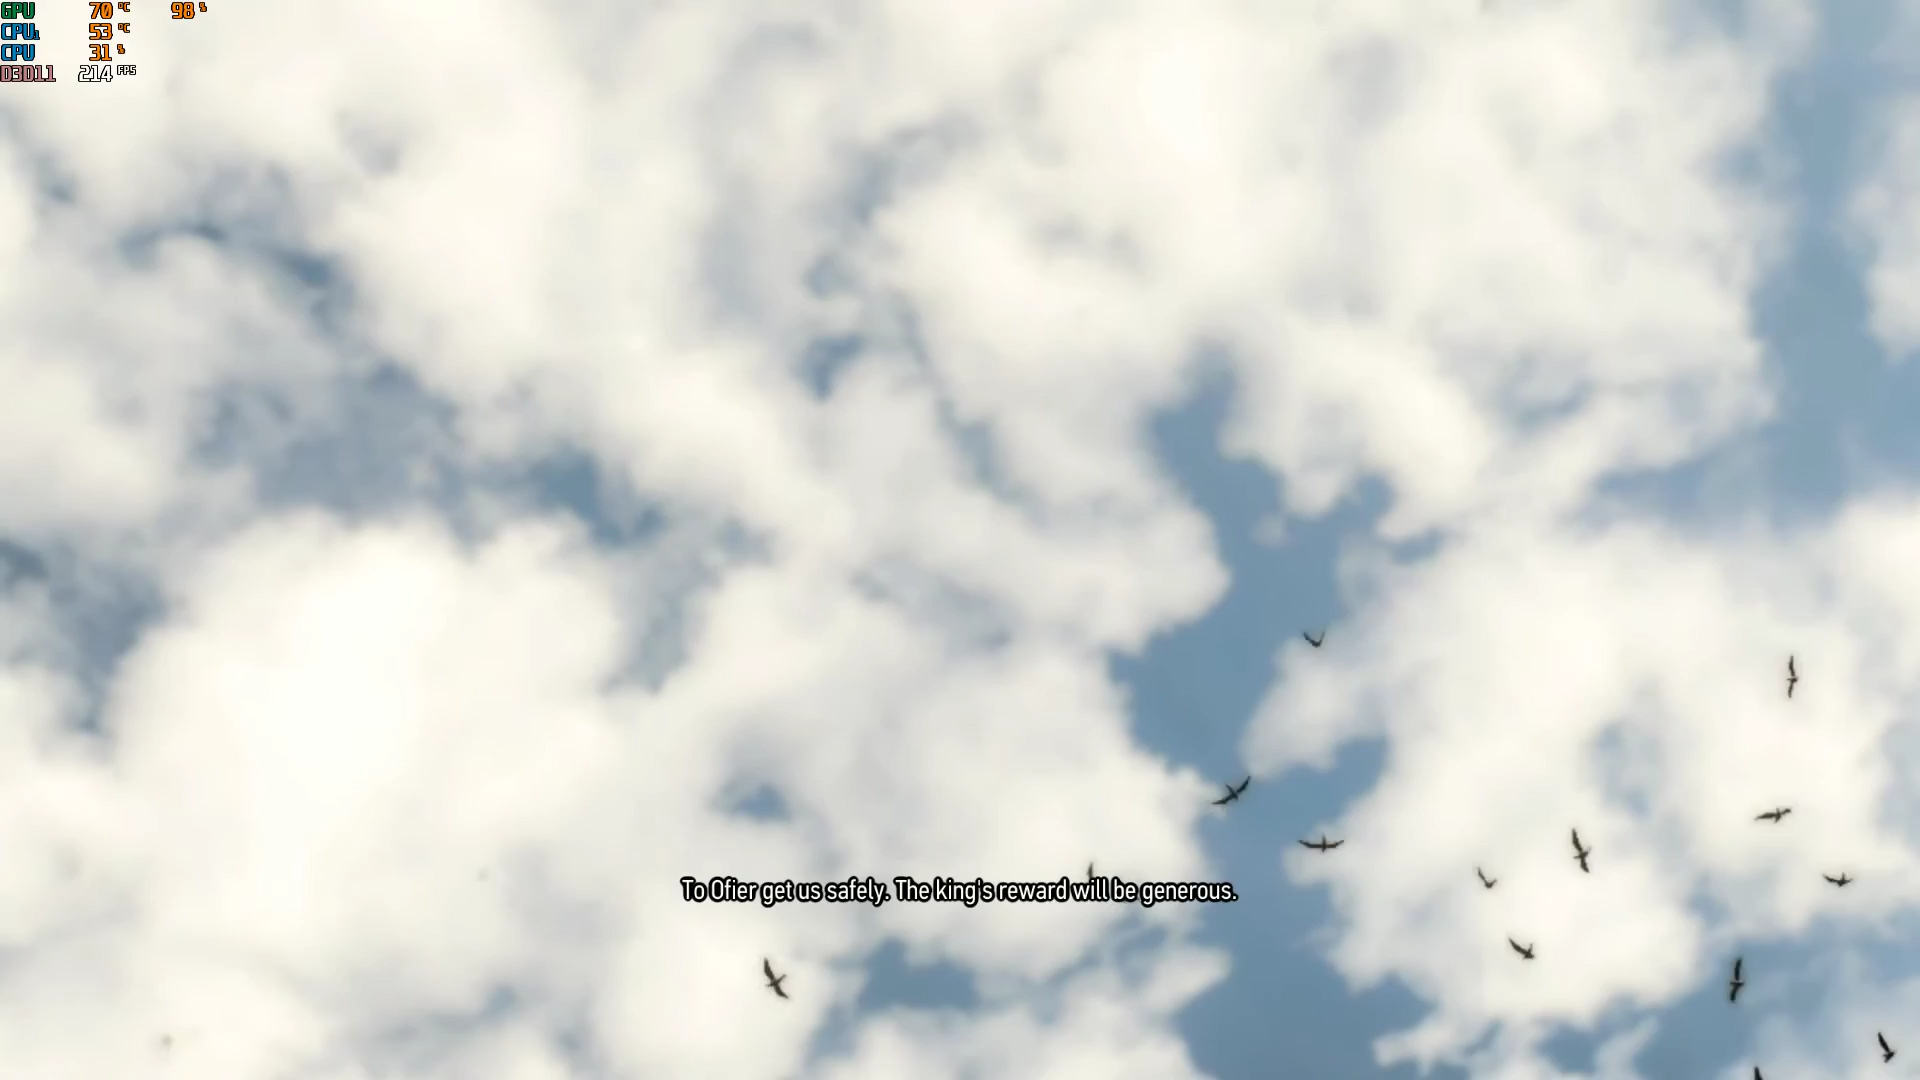 GPU 70 °C 98 %
CPU1 53 °C
CPU 31 %
D3D11 214 FPS
To Ofier get us safely. The king's reward will be generous.